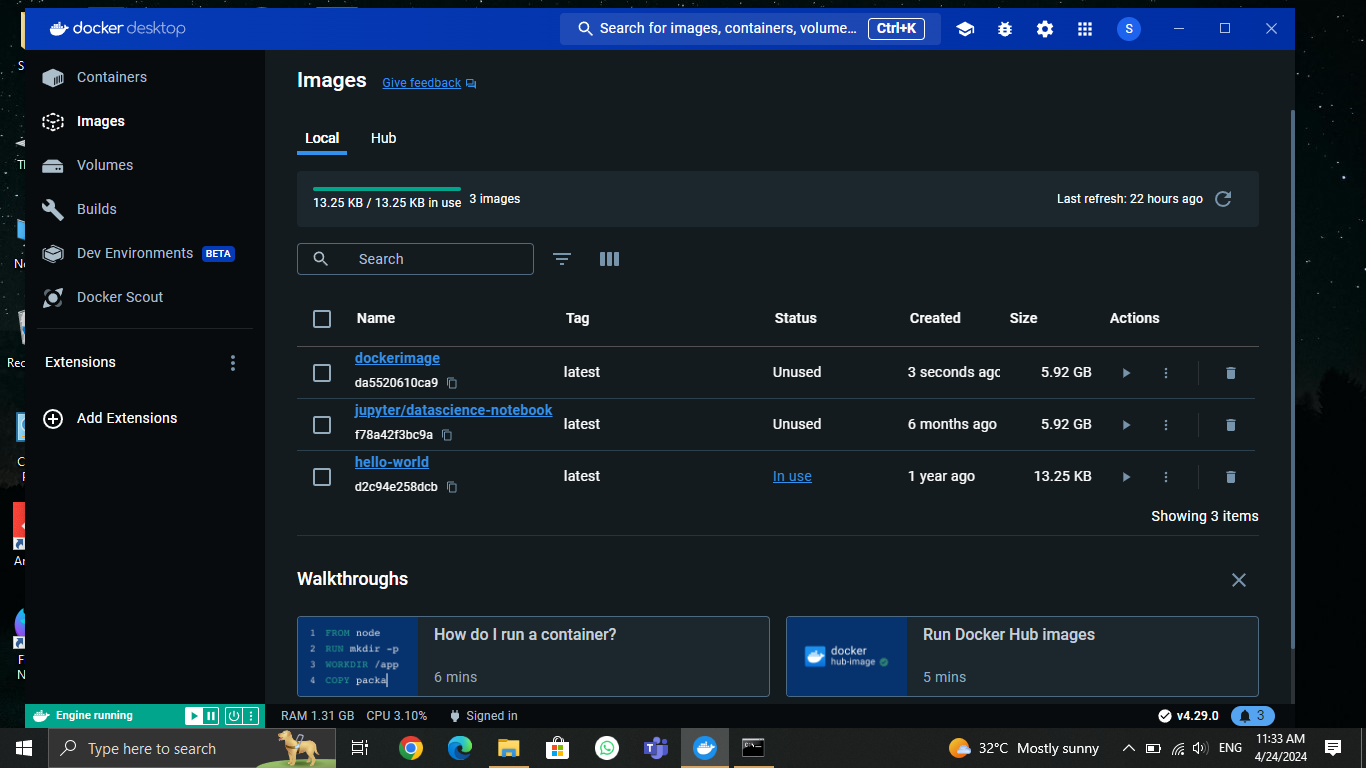 docker desktop
Search for images, containers, volume... Ctrl+K
S
Containers
Images
Volumes
Builds
Dev Environments BETA
Docker Scout
Extensions
Add Extensions
Images Give feedback
Local Hub
13.25 KB / 13.25 KB in use 3 images Last refresh: 22 hours ago
Search
Name Tag Status Created Size Actions
dockerimage
da5520610ca9
latest Unused 3 seconds agc 5.92 GB
jupyter/datascience-notebook
f78a42f3bc9a
latest Unused 6 months ago 5.92 GB
hello-world
d2c94e258dcb
latest In use 1 year ago 13.25 KB
Showing 3 items
Walkthroughs
1 FROM node
2 RUN mkdir -p
3 WORKDIR /app
4 COPY packa
How do I run a container?
6 mins
docker
hub-image
Run Docker Hub images
5 mins
Engine running
RAM 1.31 GB CPU 3.10% Signed in
v4.29.0 3
Type here to search
32°C Mostly sunny
ENG
11:33 AM
4/24/2024